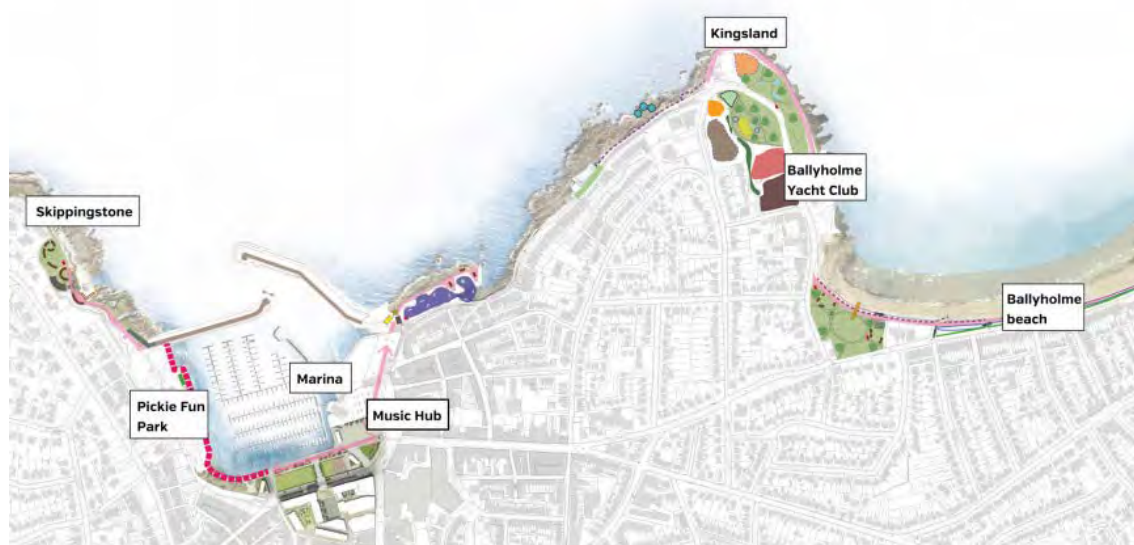 Kingsland
Ballyholme
Yacht Club
Skippingstone
Ballyholme
beach
Marina
Pickie Fun
Park
Music Hub